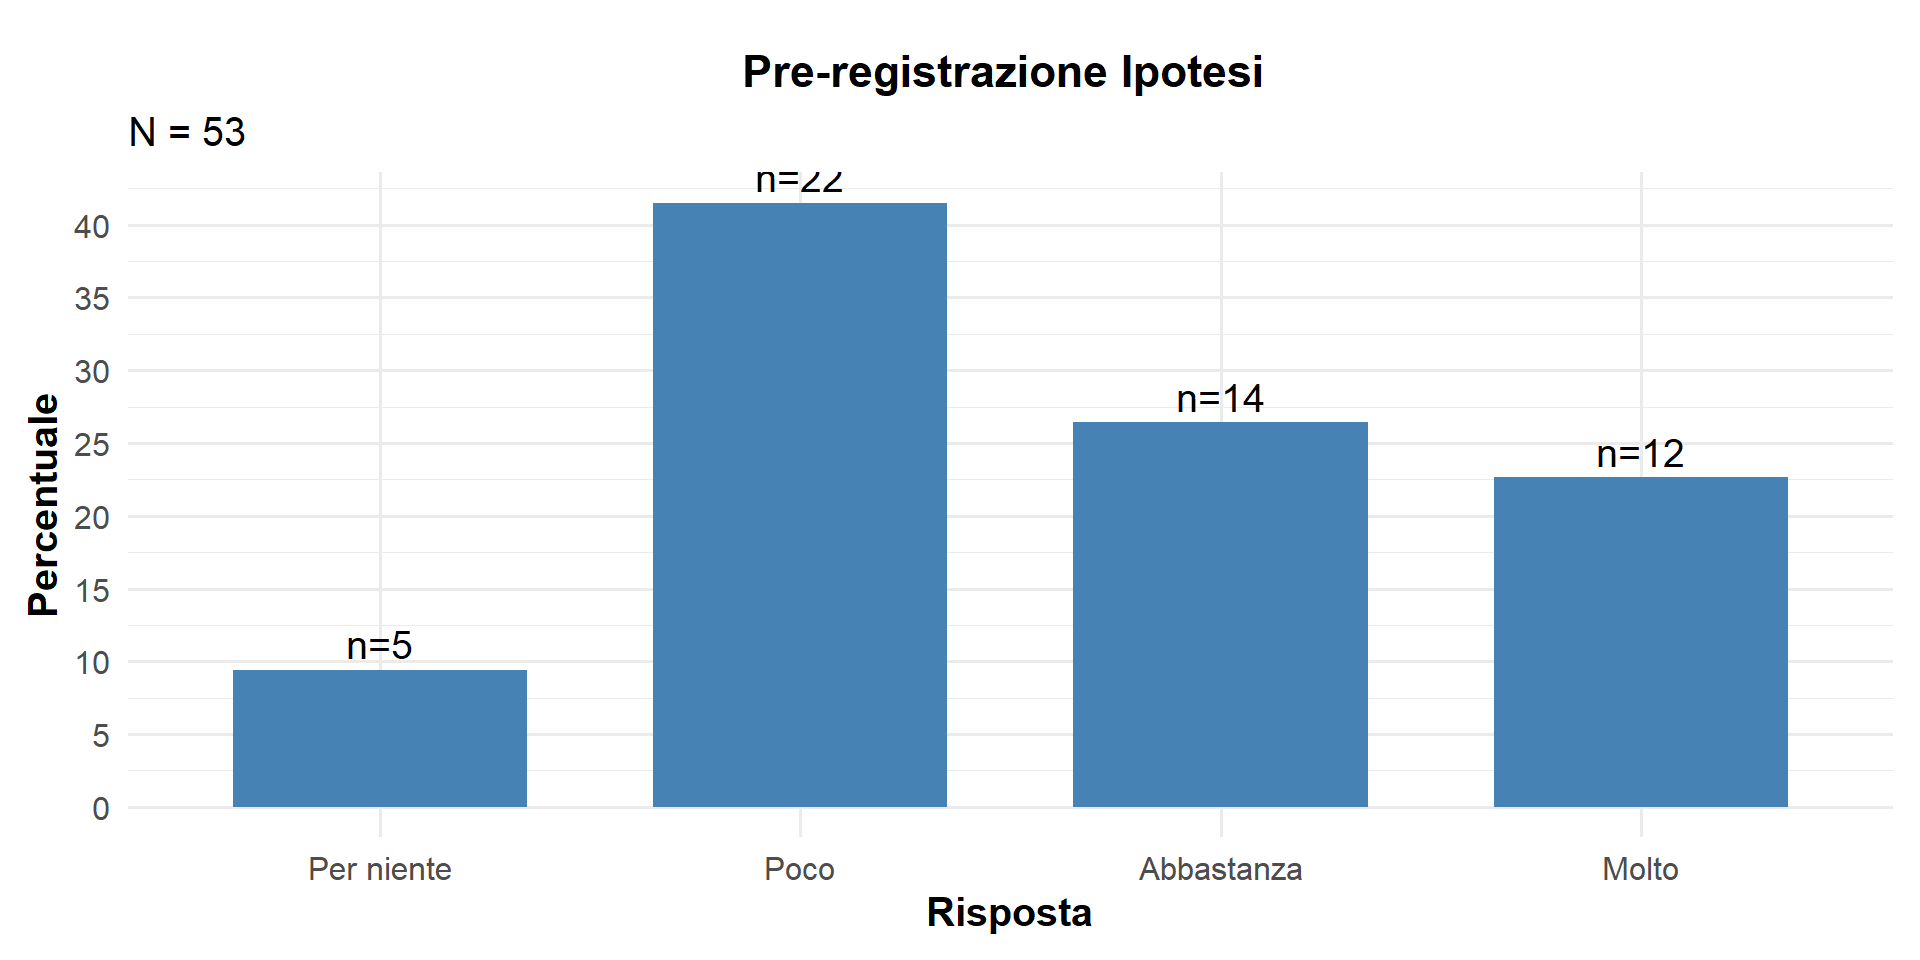 Pre-registrazione Ipotesi
N = 53
n=22
n=14
n=12
n=5
40
35
30
25
20
15
10
5
0
Percentuale
Per niente
Poco
Abbastanza
Molto
Risposta